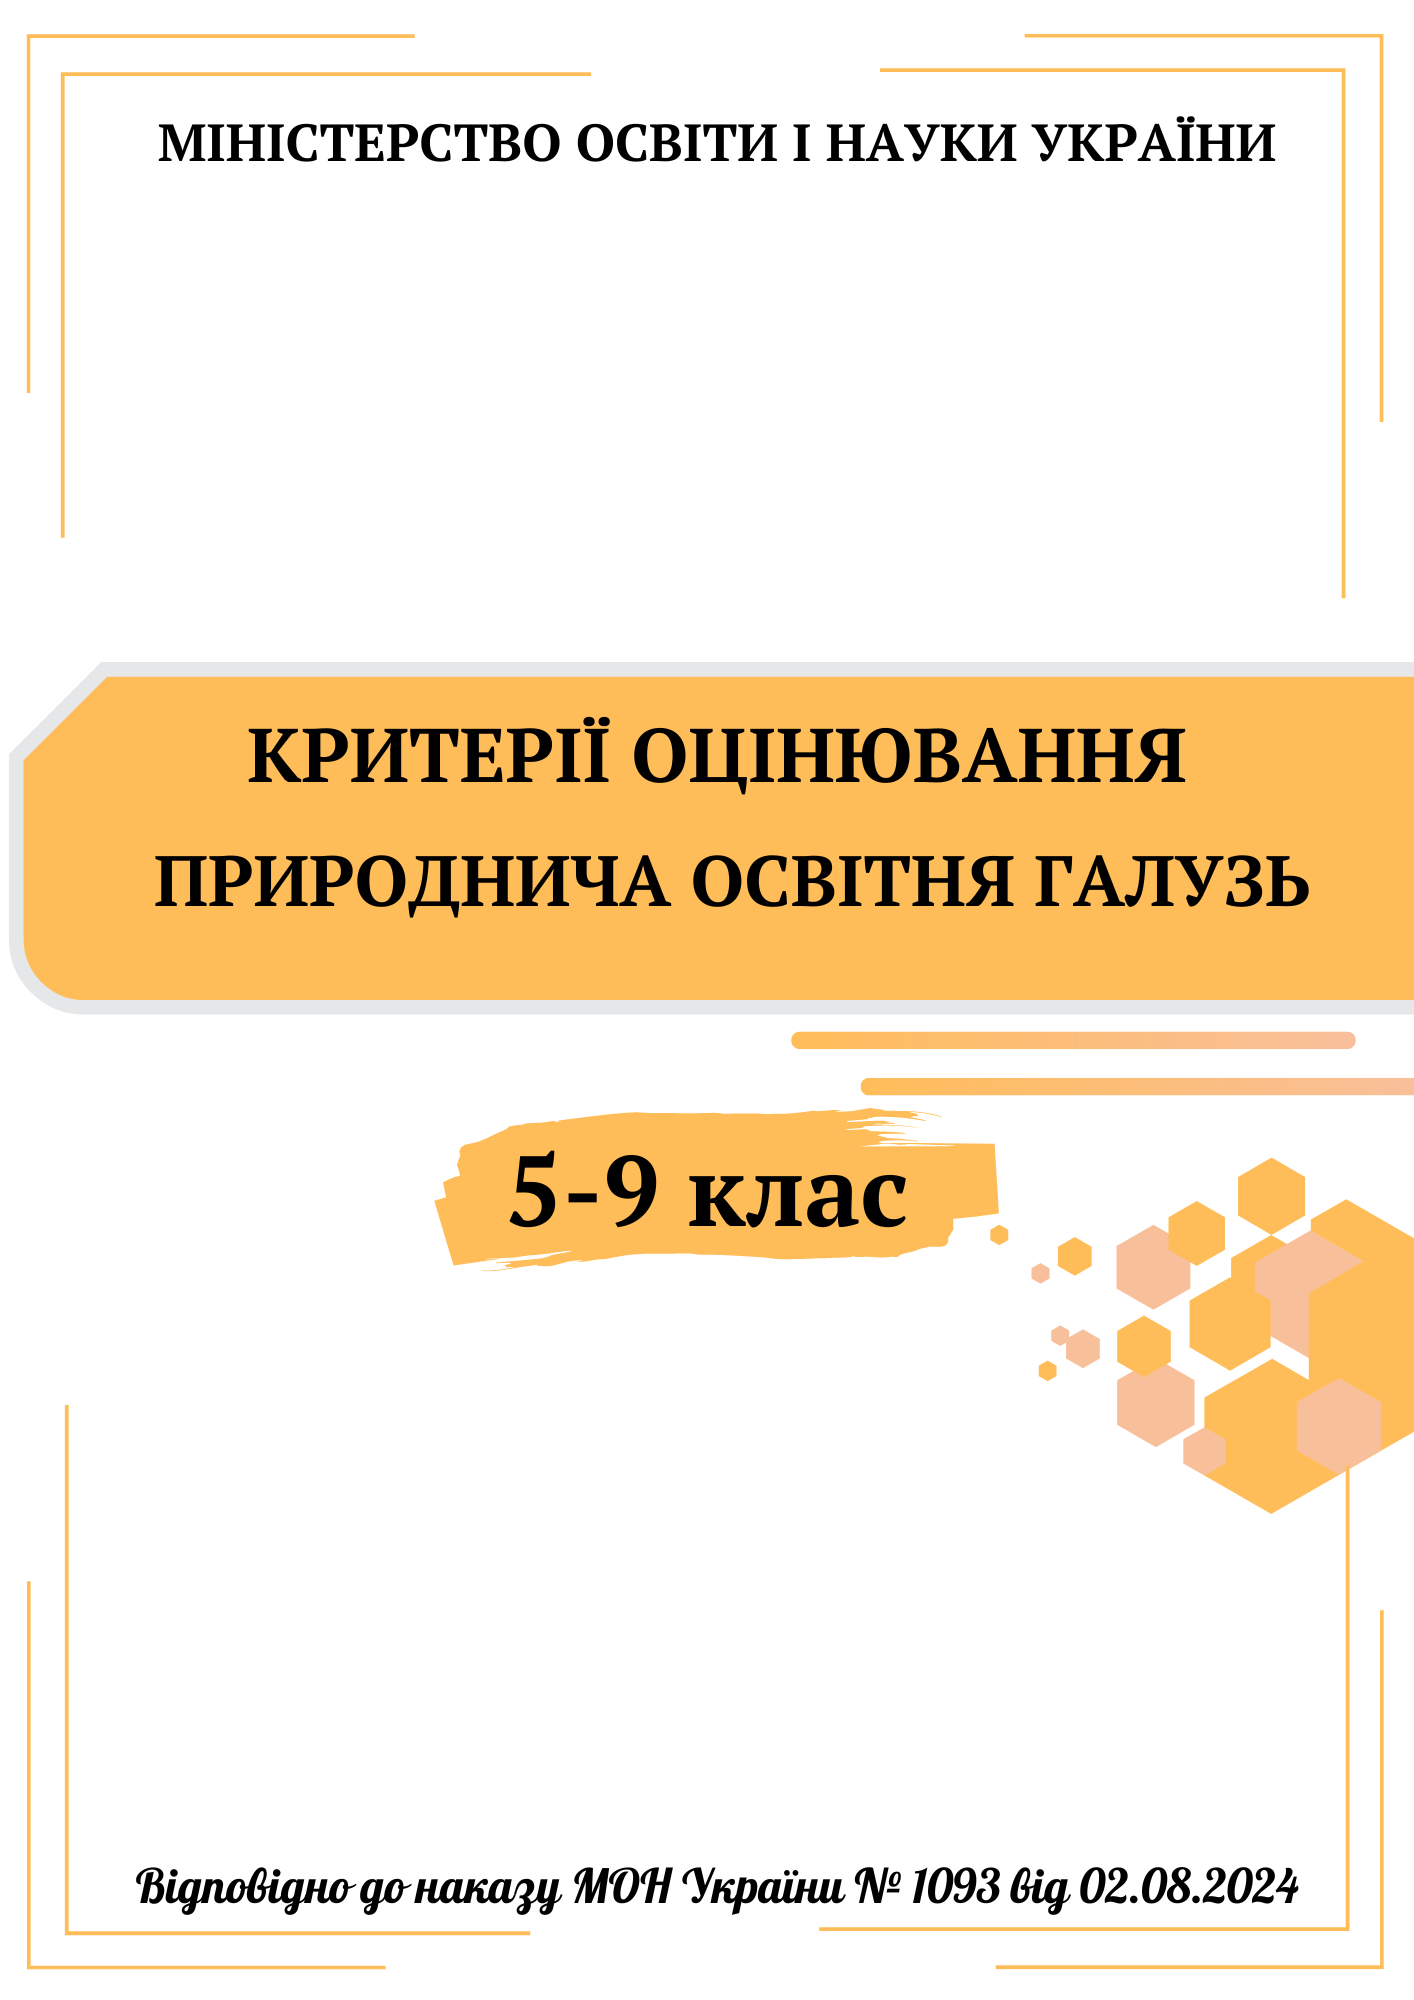 МІНІСТЕРСТВО ОСВІТИ І НАУКИ УКРАЇНИ
КРИТЕРІЇ ОЦІНЮВАННЯ
ПРИРОДНИЧА ОСВІТНЯ ГАЛУЗЬ
5-9 клас
Відповідно до наказу МОН України № 1093 від 02.08.2024